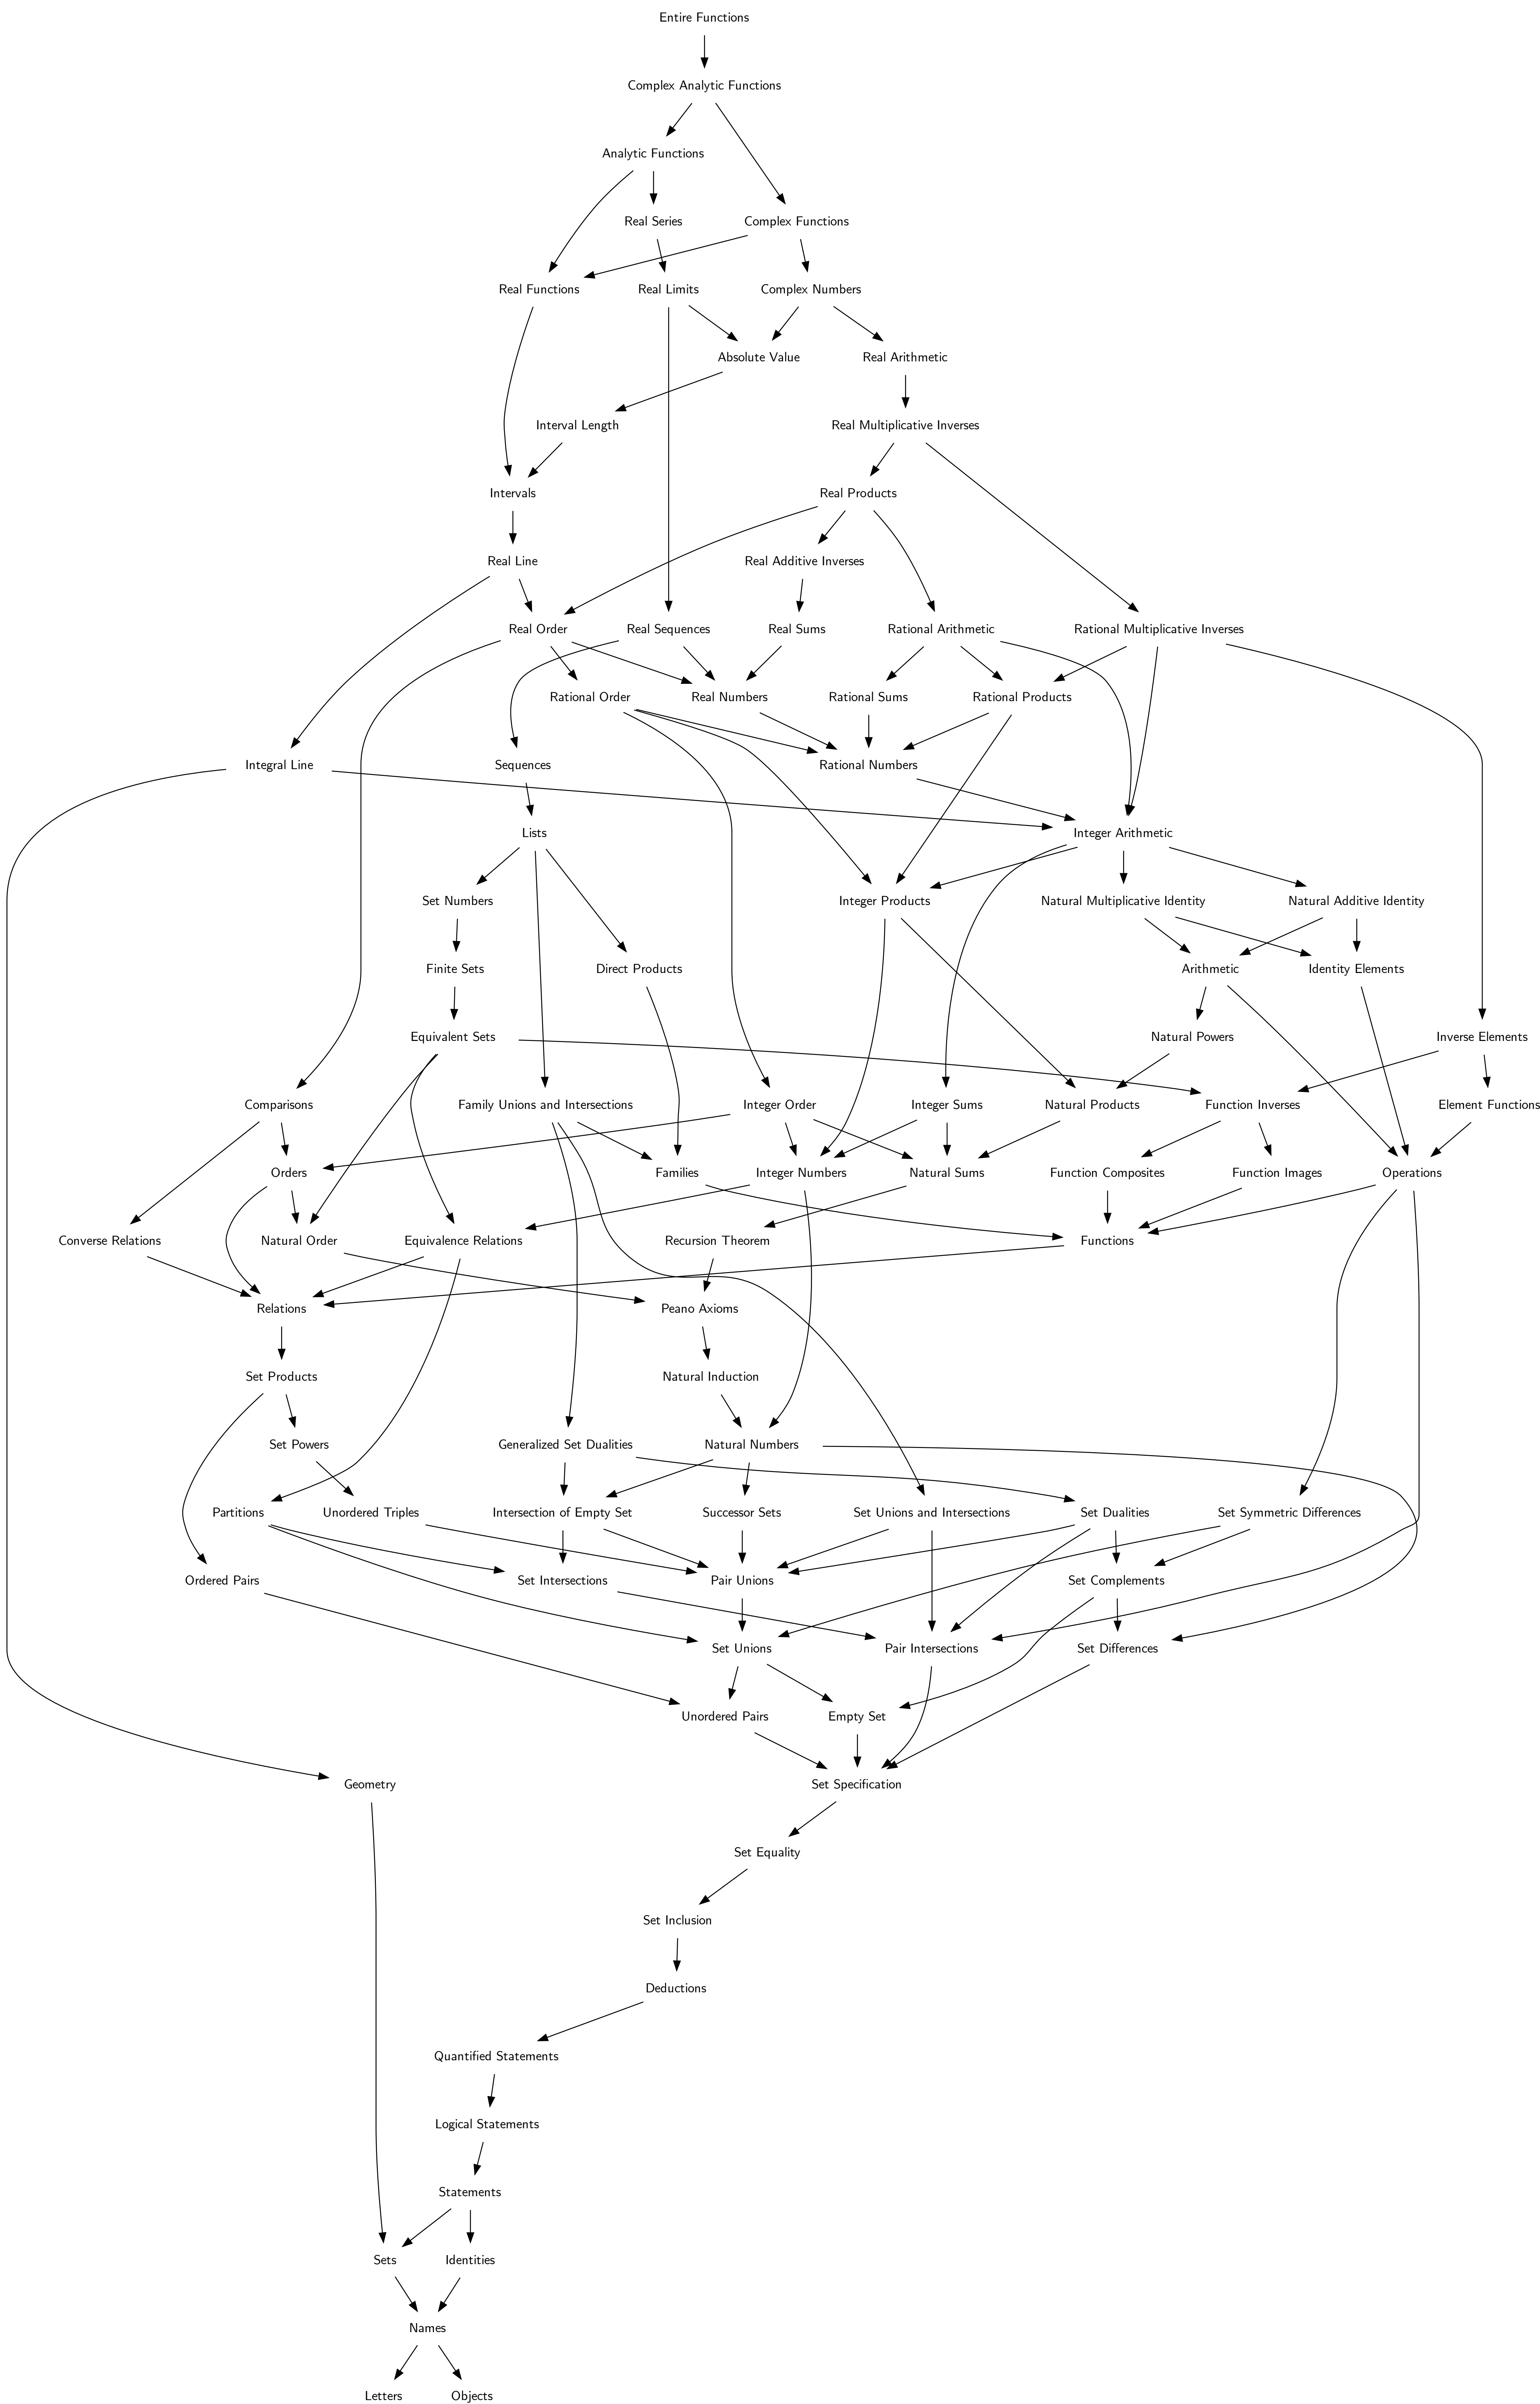 Entire Functions
Complex Analytic Functions
Analytic Functions
Real Series
Complex Functions
Real Functions
Real Limits
Complex Numbers
Absolute Value
Real Arithmetic
Interval Length
Real Multiplicative Inverses
Intervals
Real Products
Real Line
Real Additive Inverses
Real Order
Real Sequences
Real Sums
Rational Arithmetic
Rational Multiplicative Inverses
Rational Order
Real Numbers
Rational Sums
Rational Products
Integral Line
Sequences
Rational Numbers
Lists
Integer Arithmetic
Set Numbers
Integer Products
Natural Multiplicative Identity
Natural Additive Identity
Finite Sets
Direct Products
Arithmetic
Identity Elements
Equivalent Sets
Natural Powers
Inverse Elements
Comparisons
Family Unions and Intersections
Integer Order
Integer Sums
Natural Products
Function Inverses
Element Functions
Orders
Families
Integer Numbers
Natural Sums
Function Composites
Function Images
Operations
Converse Relations
Natural Order
Equivalence Relations
Recursion Theorem
Functions
Relations
Peano Axioms
Set Products
Natural Induction
Set Powers
Generalized Set Dualities
Natural Numbers
Partitions
Unordered Triples
Intersection of Empty Set
Successor Sets
Set Unions and Intersections
Set Dualities
Set Symmetric Differences
Ordered Pairs
Set Intersections
Pair Unions
Set Complements
Set Unions
Pair Intersections
Set Differences
Unordered Pairs
Empty Set
Geometry
Set Specification
Set Equality
Set Inclusion
Deductions
Quantified Statements
Logical Statements
Statements
Sets
Identities
Names
Letters
Objects